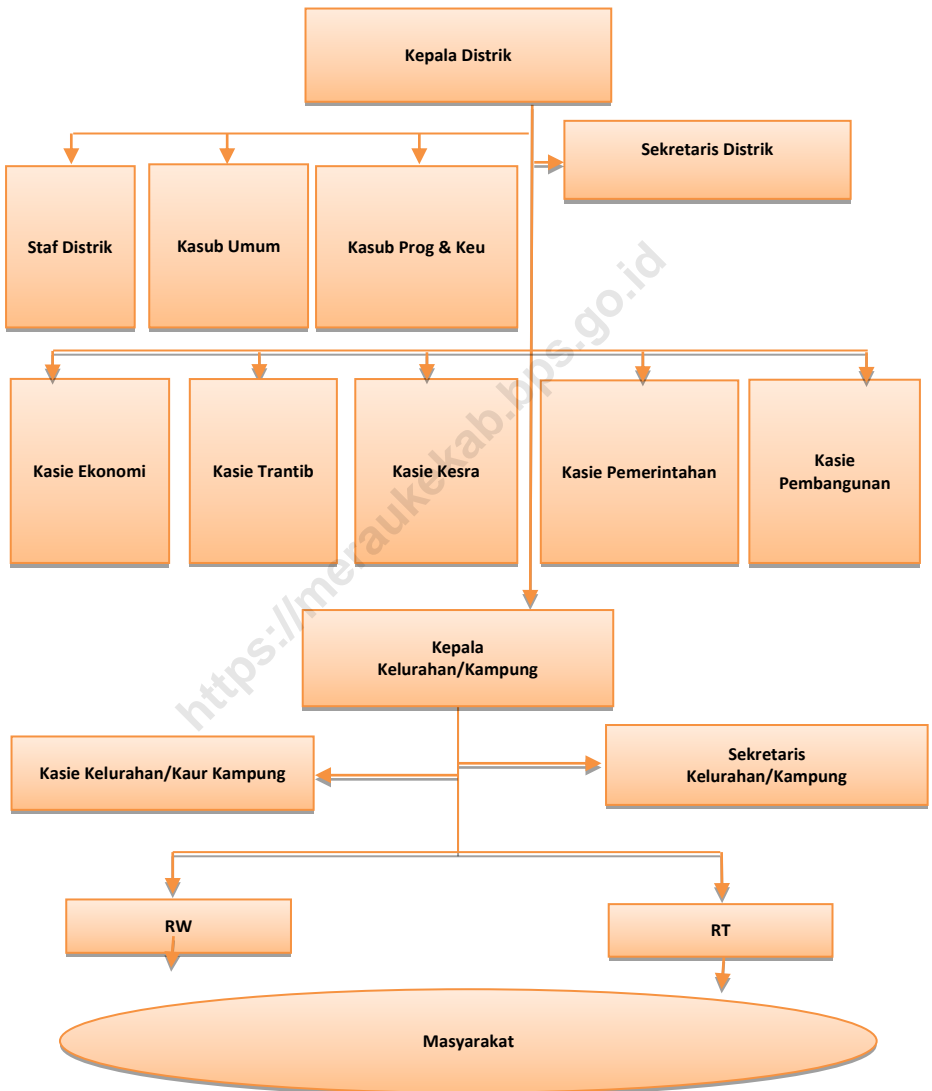 Kepala Distrik
Sekretaris Distrik
Staf Distrik
Kasub Umum
Kasub Prog & Keu
Kasie Ekonomi
Kasie Trantib
Kasie Kesra
Kasie Pemerintahan
Kasie
Pembangunan
Kepala
Kelurahan/Kampung
Kasie Kelurahan/Kaur Kampung
Sekretaris
Kelurahan/Kampung
RW
RT
Masyarakat
https://meraukekab.bps.go.id